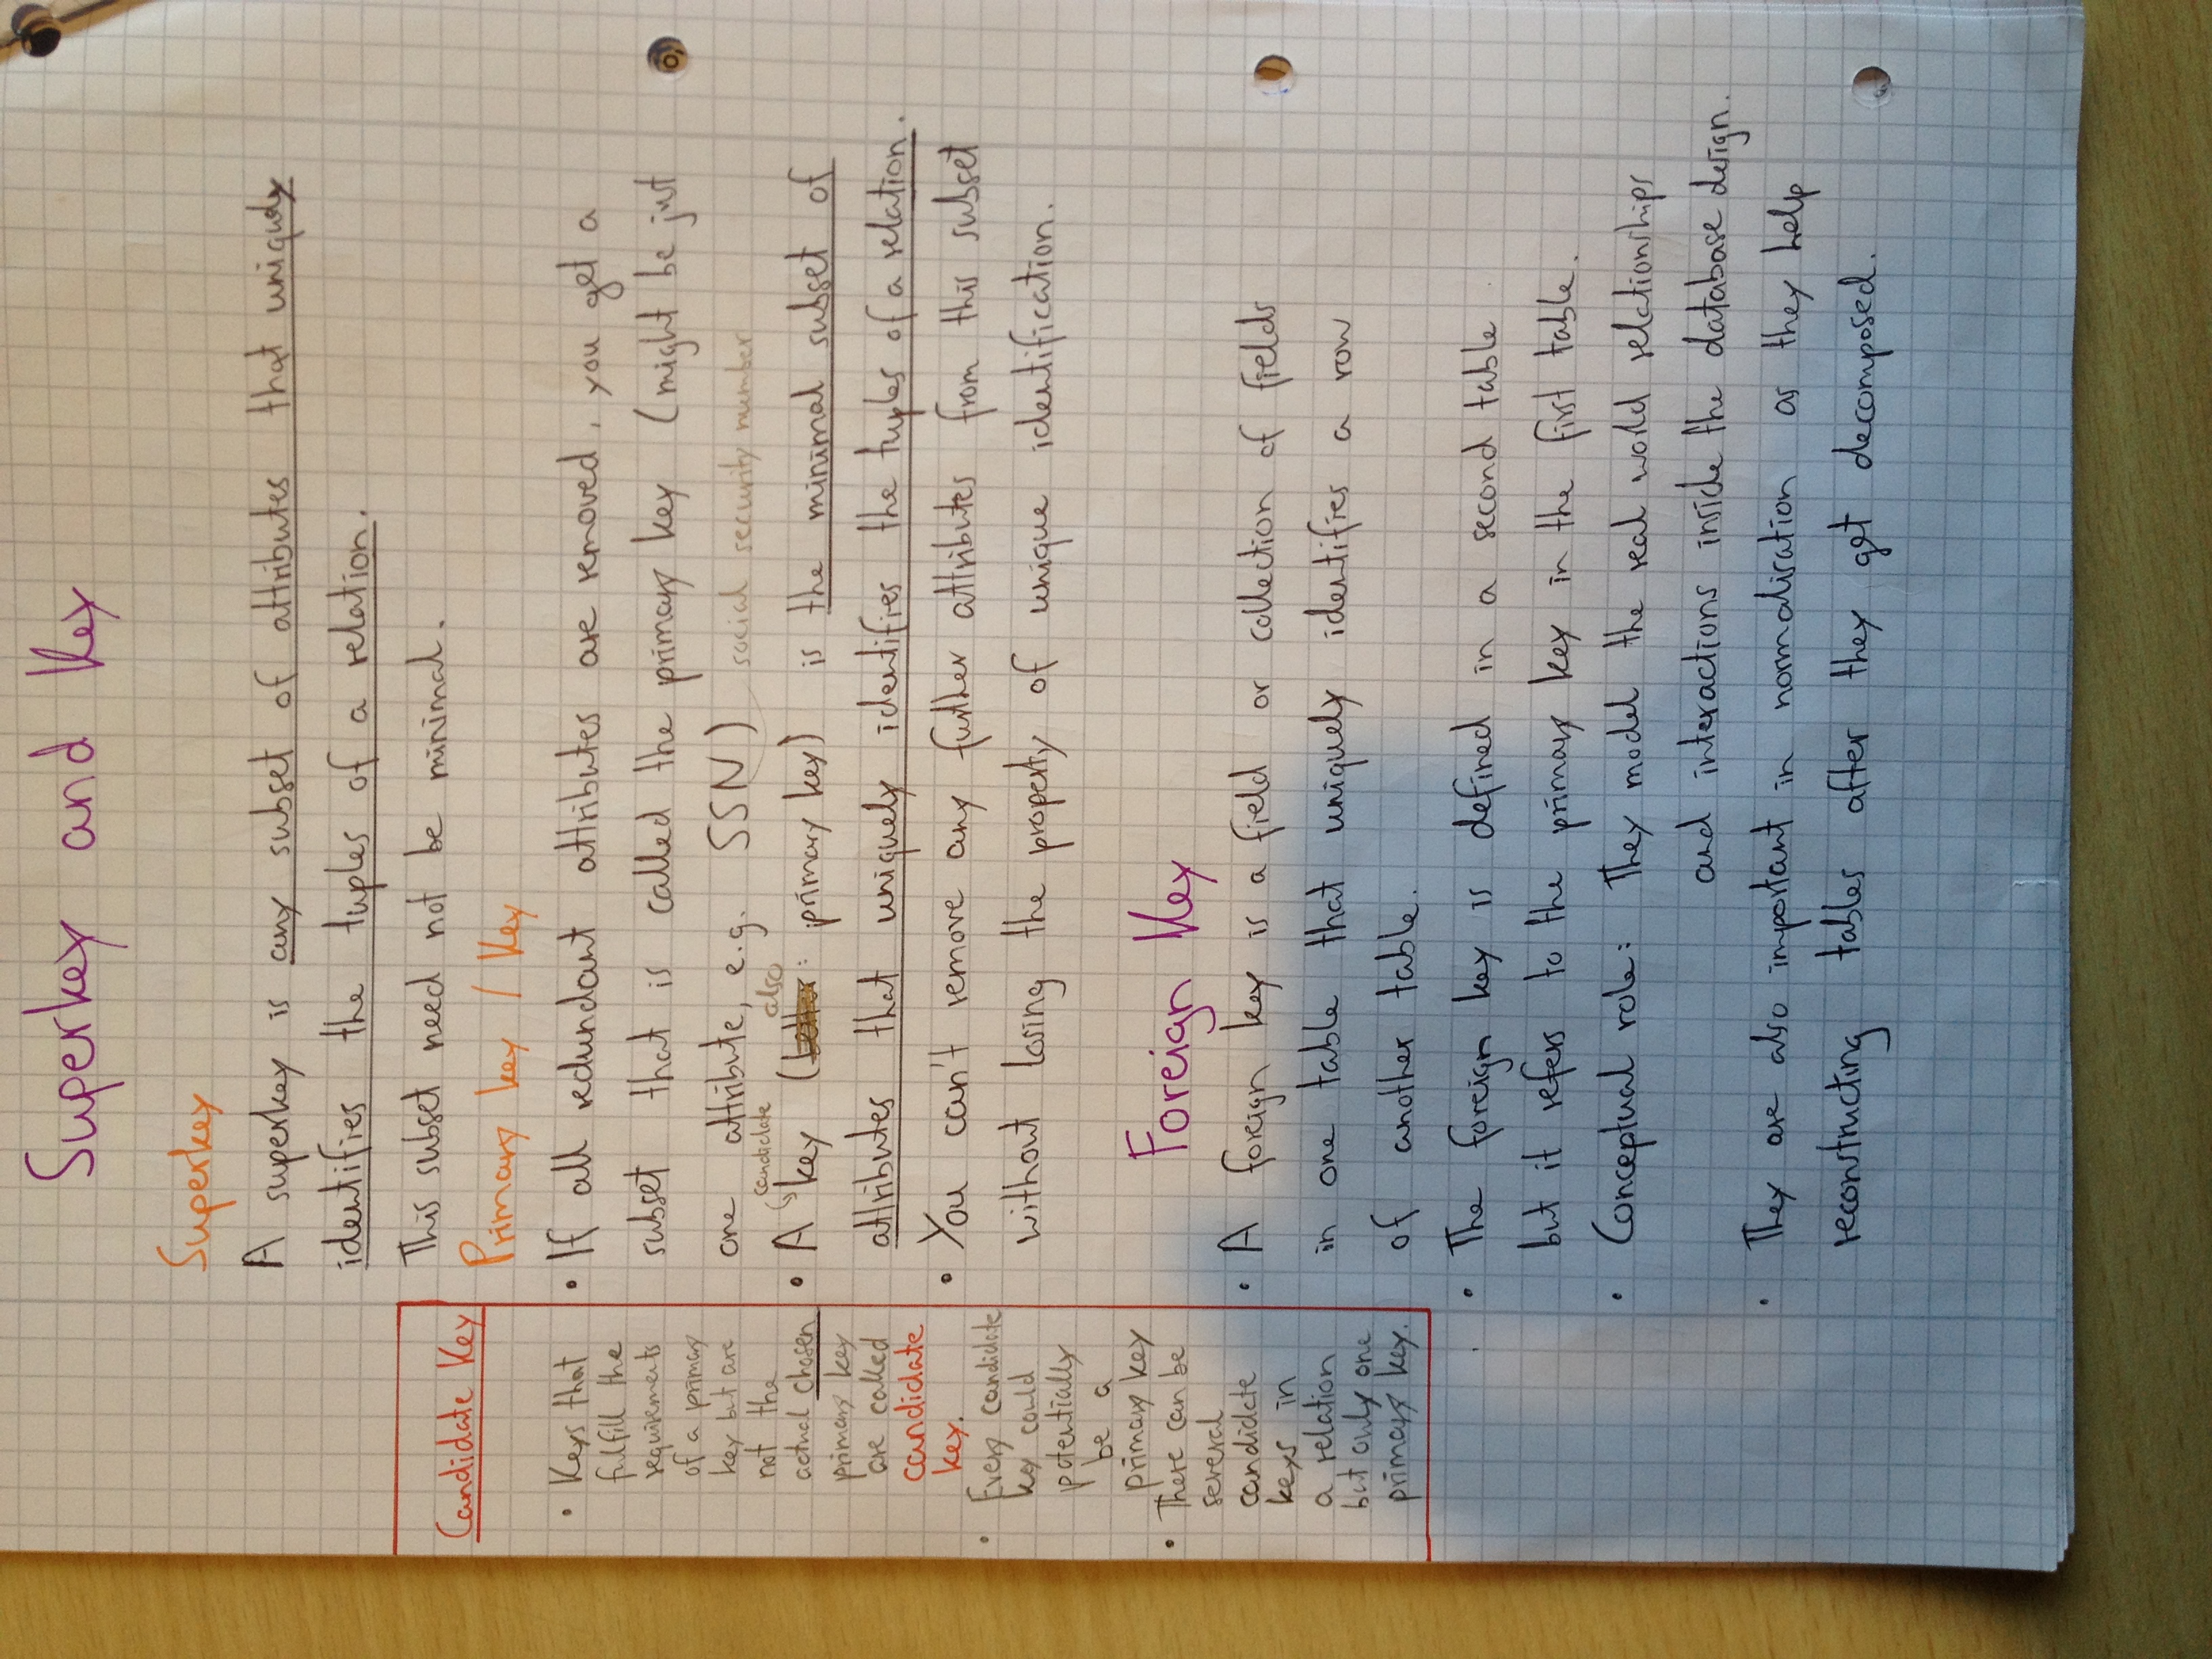 Superkey and Key
Superkey
A superkey is any subset of attributes that uniquely
identifies the tuples of a relation.
This subset need not be minimal.
Primary key / Key
• If all redundant attributes are removed, you get a
subset that is called the primary key (might be just
one attribute, e.g. SSN) social security number
candidate also
• A key (better: primary key) is the minimal subset of
attributes that uniquely identifies the tuples of a relation.
• You can't remove any further attributes from this subset
without losing the property of unique identification.
Candidate Key
• Keys that
fulfill the
requirements
of a primary
key but are
not the
actual chosen
primary key
are called
candidate
key.
• Every candidate
key could
potentially
be a
primary key
• There can be
several
candidate
keys in
a relation
but only one
primary key.
Foreign Key
• A foreign key is a field or collection of fields
in one table that uniquely identifies a row
of another table.
• The foreign key is defined in a second table
but it refers to the primary key in the first table.
• Conceptual role: They model the real world relationships
and interactions inside the database design.
• They are also important in normalisation as they help
reconstructing tables after they get decomposed.